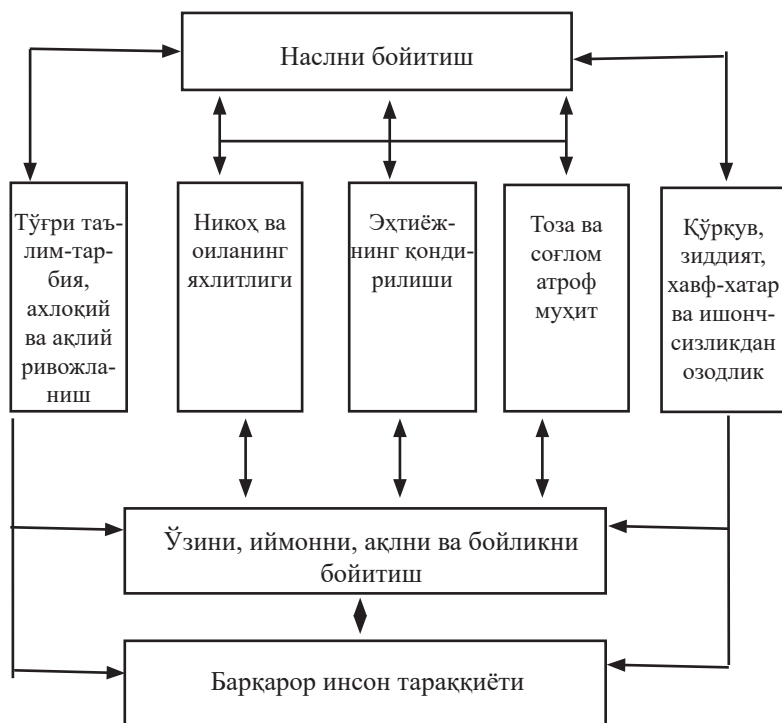 Наслни бойитиш
Тўғри таъ-
лим-тар-
бия,
ахлоқий
ва ақлий
ривожла-
ниш
Никоҳ ва
оиланинг
яхлитлиги
Эҳтиёж-
нинг қонди-
рилиши
Тоза ва
соғлом
атроф
муҳит
Қўрқув,
зиддият,
хавф-хатар
ва ишонч-
сизликдан
озодлик
Ўзини, иймонни, ақлни ва бойликни
бойитиш
Барқарор инсон тараққиёти